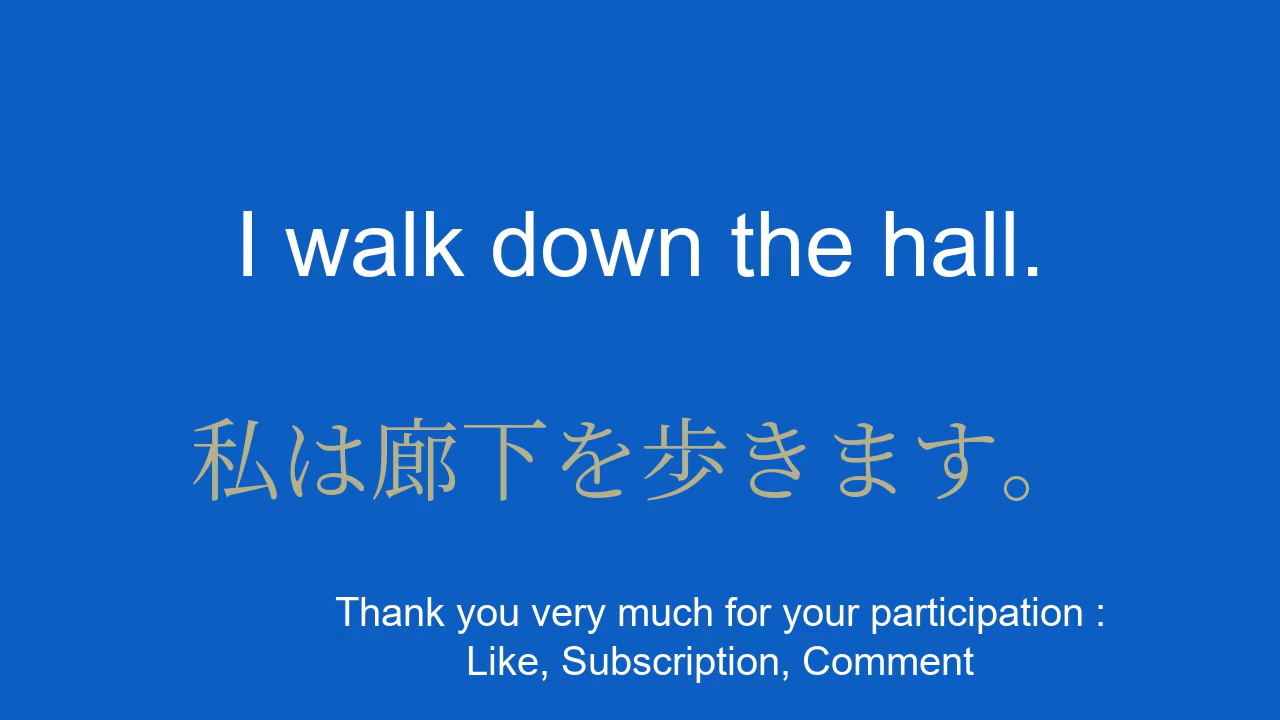 I walk down the hall.
私は廊下を歩きます。
Thank you very much for your participation :
Like, Subscription, Comment